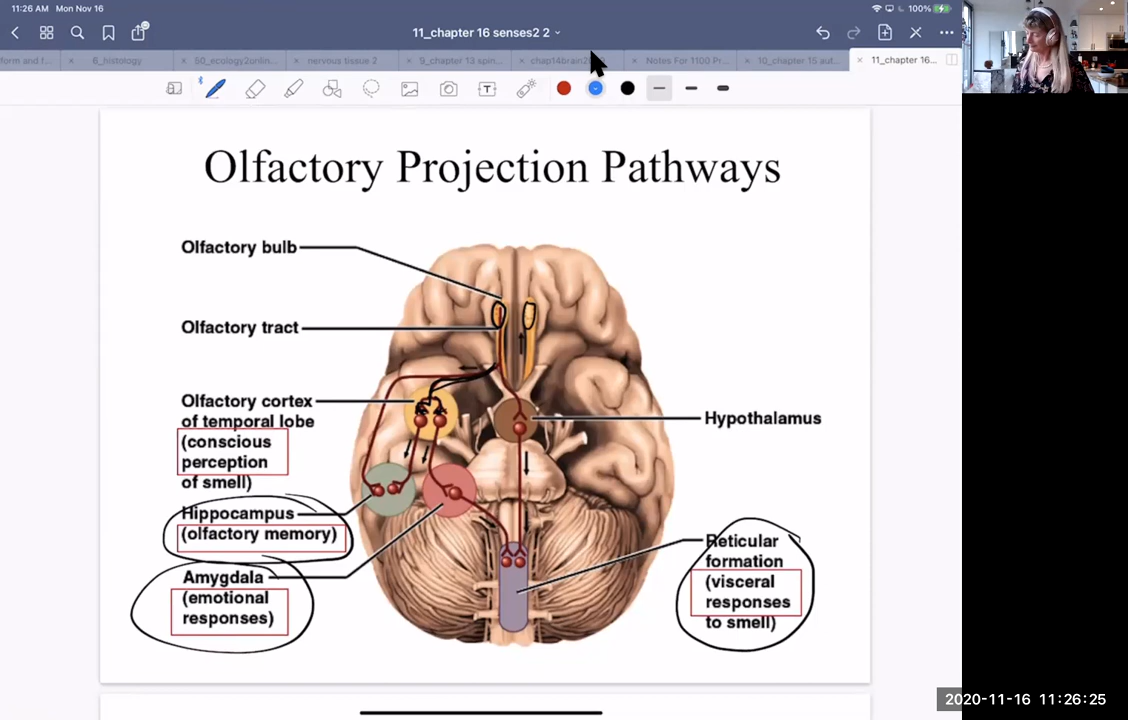 11:26 AM Mon Nov 16
100%
11_chapter 16 senses2 2
6_histology
50_ecology2onlin...
nervous tissue 2
9_chapter 13 spin...
Notes For 1100 Pr...
10_chapter 15 aut...
11_chapter 16...
T
Olfactory Projection Pathways
Olfactory bulb
Olfactory tract
Olfactory cortex
of temporal lobe
(conscious
perception
of smell)
Hippocampus
(olfactory memory)
Amygdala
(emotional
responses)
Hypothalamus
Reticular
formation
(visceral
responses
to smell)
2020-11-16 11:26:25